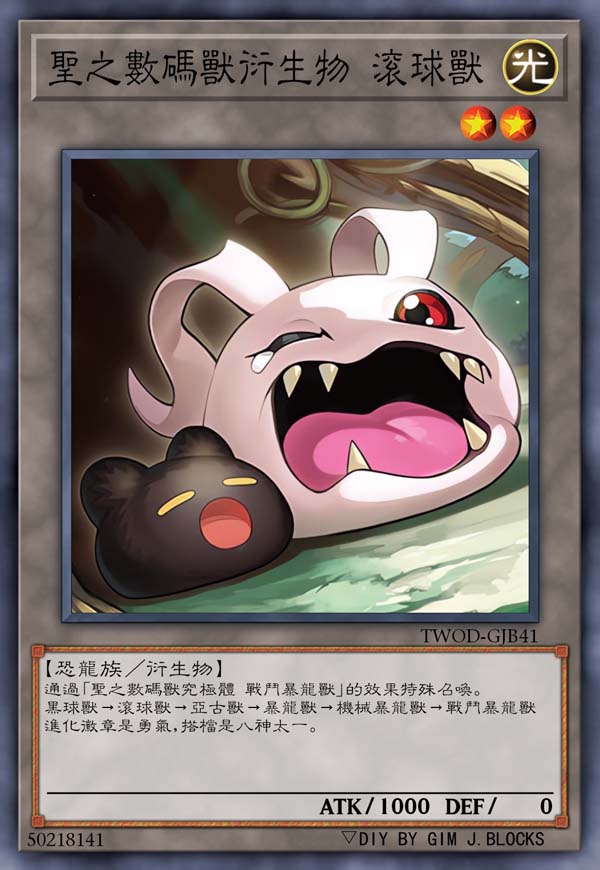 聖之數碼獸衍生物 滾球獸
光
TWOD-GJB41
【恐龍族／衍生物】
通過「聖之數碼獸究極體 戰鬥暴龍獸」的效果特殊召喚。
黑球獸→滾球獸→亞古獸→暴龍獸→機械暴龍獸→戰鬥暴龍獸
進化徽章是勇氣,搭檔是八神太一。
ATK/1000 DEF/ 0
50218141 ▽DIY BY GIM J.BLOCKS